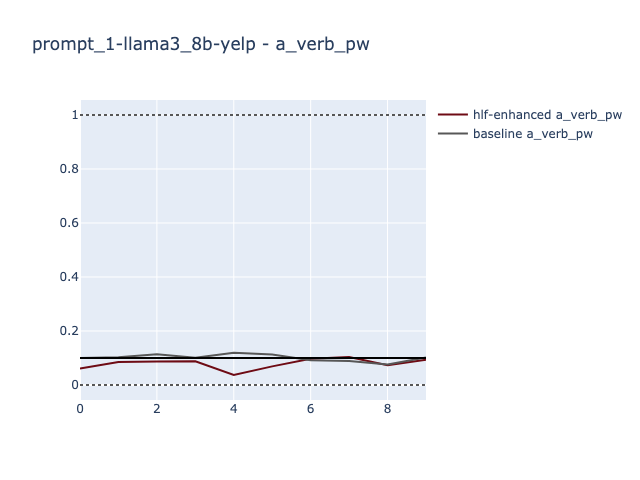 prompt_1-llama3_8b-yelp - a_verb_pw
hlf-enhanced a_verb_pw
baseline a_verb_pw
1
0.8
0.6
0.4
0.2
0
0 2 4 6 8